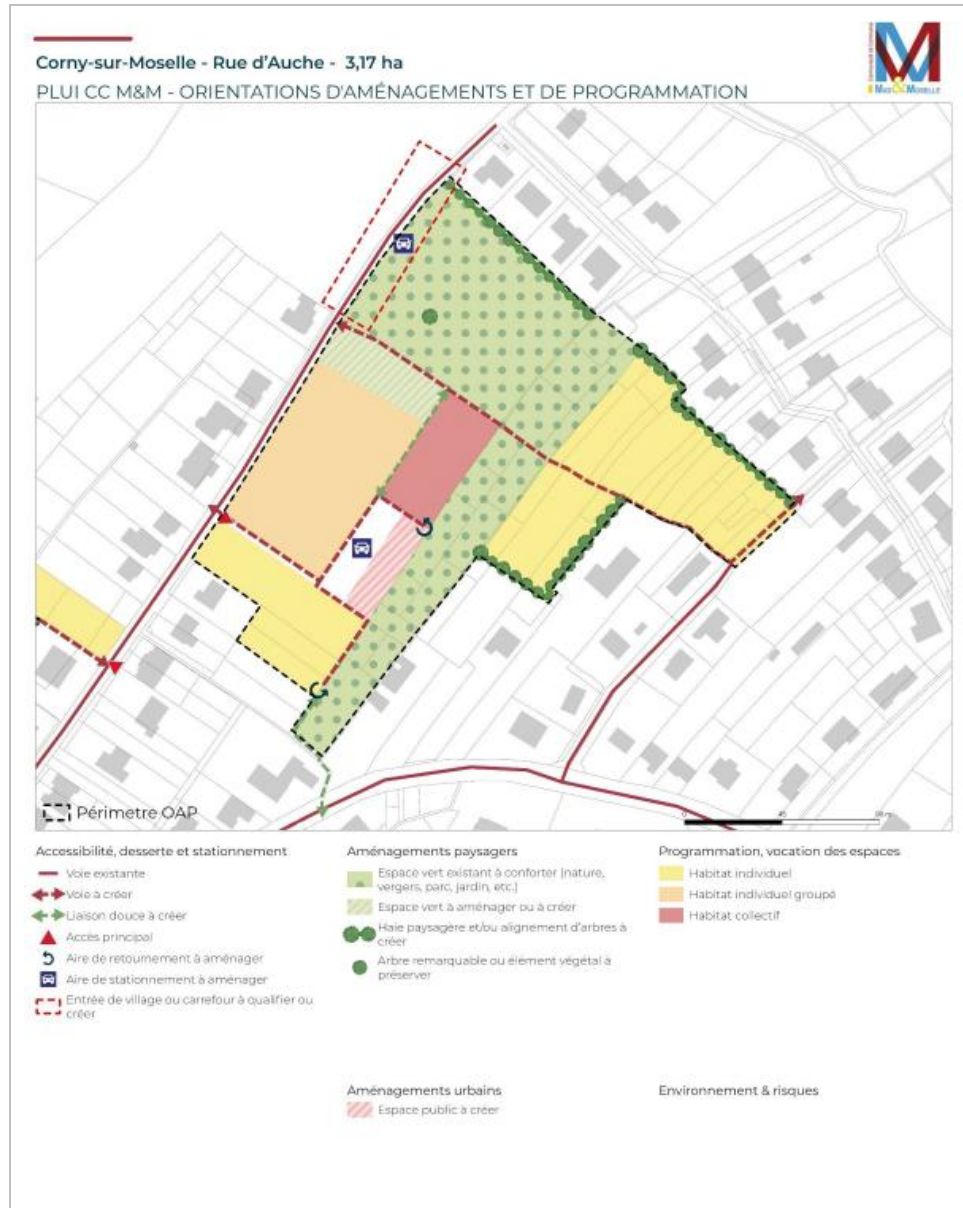 Corny-sur-Moselle - Rue d'Auche - 3,17 ha
PLUI CC M&M - ORIENTATIONS D'AMÉNAGEMENTS ET DE PROGRAMMATION
MAD & MOSELLE
Périmetre OAP
Accessibilité, desserte et stationnement
Voie existante
Voie à créer
Liaison douce à créer
Accès principal
Aire de retournement à aménager
Aire de stationnement à aménager
Entrée de village ou carrefour à qualifier ou
créer
Aménagements paysagers
Espace vert existant à conforter (nature,
vergers, parc, jardin, etc.)
Espace vert à aménager ou à créer
Haie paysagère et/ou alignement d'arbres à
créer
Arbre remarquable ou élément végétal à
préserver
Programmation, vocation des espaces
Habitat individuel
Habitat individuel groupé
Habitat collectif
Aménagements urbains
Espace public à créer
Environnement & risques